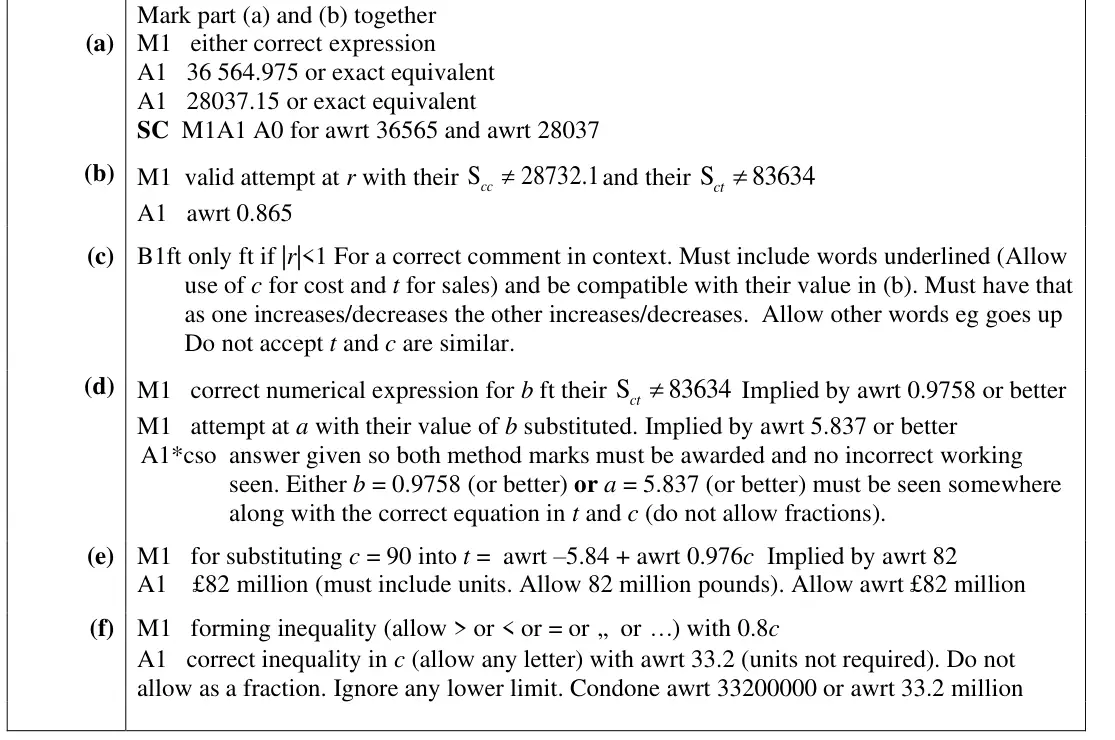 Mark part (a) and (b) together
(a) M1 either correct expression
A1 36 564.975 or exact equivalent
A1 28037.15 or exact equivalent
SC M1A1 A0 for awrt 36565 and awrt 28037
(b) M1 valid attempt at r with their S_cc ≠ 28732.1 and their S_ct ≠ 83634
A1 awrt 0.865
(c) B1ft only ft if |r|<1 For a correct comment in context. Must include words underlined (Allow
use of c for cost and t for sales) and be compatible with their value in (b). Must have that
as one increases/decreases the other increases/decreases. Allow other words eg goes up
Do not accept t and c are similar.
(d) M1 correct numerical expression for b ft their S_ct ≠ 83634 Implied by awrt 0.9758 or better
M1 attempt at a with their value of b substituted. Implied by awrt 5.837 or better
A1*cso answer given so both method marks must be awarded and no incorrect working
seen. Either b = 0.9758 (or better) or a = 5.837 (or better) must be seen somewhere
along with the correct equation in t and c (do not allow fractions).
(e) M1 for substituting c = 90 into t = awrt –5.84 + awrt 0.976c Implied by awrt 82
A1 £82 million (must include units. Allow 82 million pounds). Allow awrt £82 million
(f) M1 forming inequality (allow > or < or = or „ or …) with 0.8c
A1 correct inequality in c (allow any letter) with awrt 33.2 (units not required). Do not
allow as a fraction. Ignore any lower limit. Condone awrt 33200000 or awrt 33.2 million